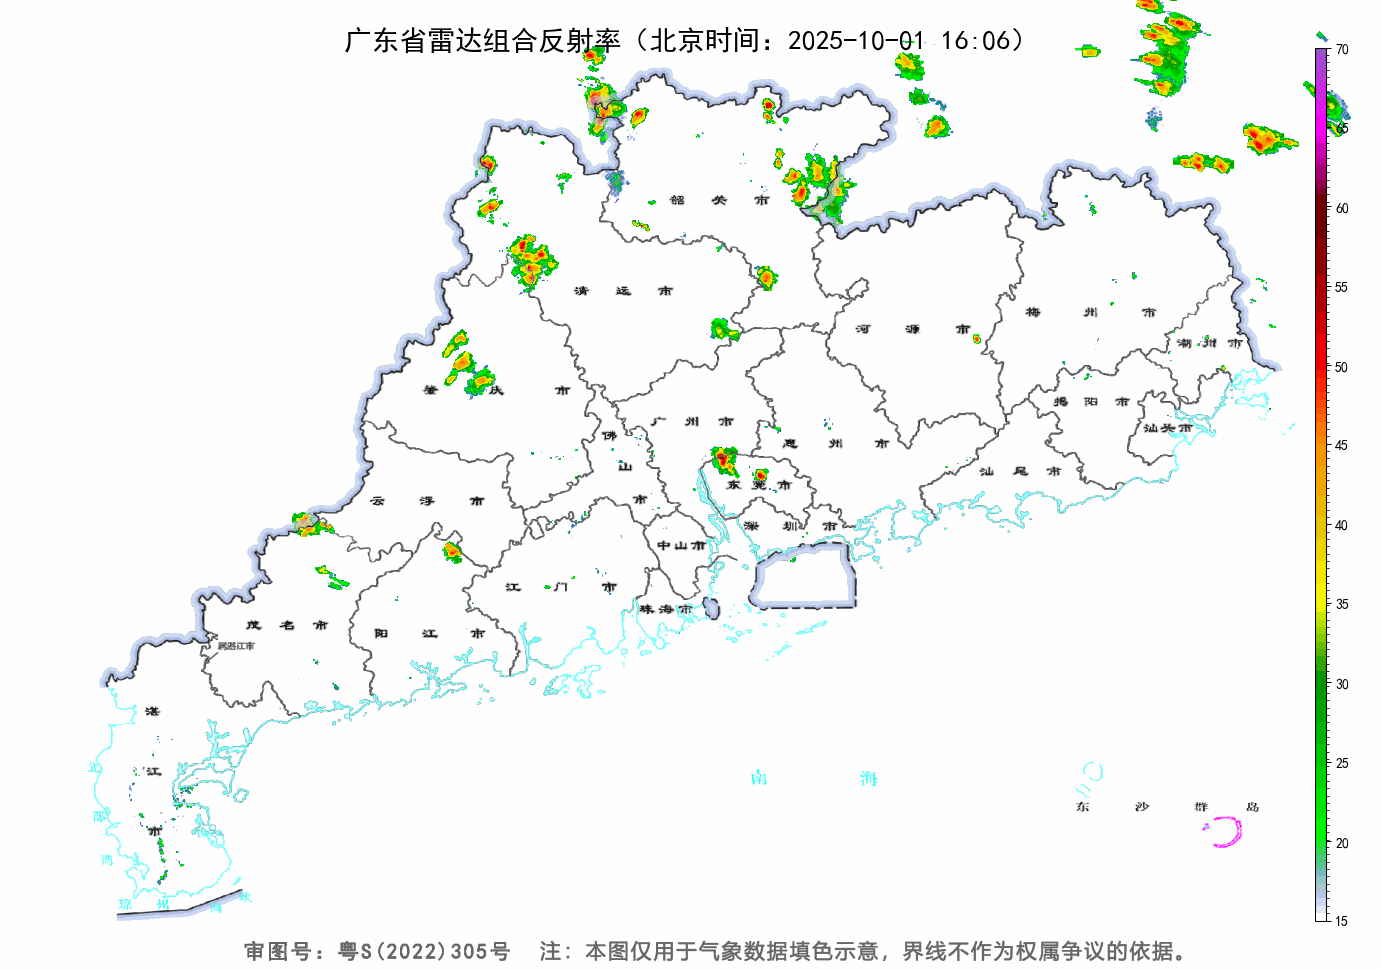 广东省雷达组合反射率（北京时间：2025-10-01 16:06）
70
65
60
55
50
45
40
35
30
25
20
15
韶 关 市
清 远 市
河 源 市
梅 州 市
潮 州 市
肇 庆 市
广 州 市
佛 山 市
惠 州 市
揭 阳 市
汕头市
汕 尾 市
东 莞 市
云 浮 市
深 圳 市
中山市
江 门 市
珠海市
茂 名 市
阳 江 市
属湛江市
湛 江 市
北 部 湾
琼 州 海 峡
南 海
东 沙 群 岛
审图号：粤S(2022)305号 注：本图仅用于气象数据填色示意，界线不作为权属争议的依据。